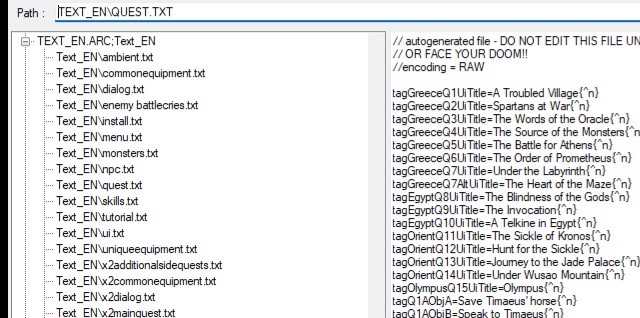 Path : TEXT_EN\QUEST.TXT
TEXT_EN.ARC;Text_EN
Text_EN\ambient.txt
Text_EN\commonequipment.txt
Text_EN\dialog.txt
Text_EN\enemy battlecries.txt
Text_EN\install.txt
Text_EN\menu.txt
Text_EN\monsters.txt
Text_EN\npc.txt
Text_EN\quest.txt
Text_EN\skills.txt
Text_EN\tutorial.txt
Text_EN\ui.txt
Text_EN\uniqueequipment.txt
Text_EN\x2additionalsidequests.txt
Text_EN\x2commonequipment.txt
Text_EN\x2dialog.txt
Text_EN\x2mainquest.txt
// autogenerated file - DO NOT EDIT THIS FILE UN
// OR FACE YOUR DOOM!!
//encoding = RAW
tagGreeceQ1UiTitle=A Troubled Village{^n}
tagGreeceQ2UiTitle=Spartans at War{^n}
tagGreeceQ3UiTitle=The Words of the Oracle{^n}
tagGreeceQ4UiTitle=The Source of the Monsters{^n}
tagGreeceQ5UiTitle=The Battle for Athens{^n}
tagGreeceQ6UiTitle=The Order of Prometheus{^n}
tagGreeceQ7UiTitle=Under the Labyrinth{^n}
tagGreeceQ7AltUiTitle=The Heart of the Maze{^n}
tagEgyptQ8UiTitle=The Blindness of the Gods{^n}
tagEgyptQ9UiTitle=The Invocation{^n}
tagEgyptQ10UiTitle=A Telkine in Egypt{^n}
tagOrientQ11UiTitle=The Sickle of Kronos{^n}
tagOrientQ12UiTitle=Hunt for the Sickle{^n}
tagOrientQ13UiTitle=Journey to the Jade Palace{^n}
tagOrientQ14UiTitle=Under Wusao Mountain{^n}
tagOlympusQ15UiTitle=Olympus{^n}
tagQ1AObjA=Save Timaeus' horse{^n}
tagQ1AObjB=Speak to Timaeus{^n}